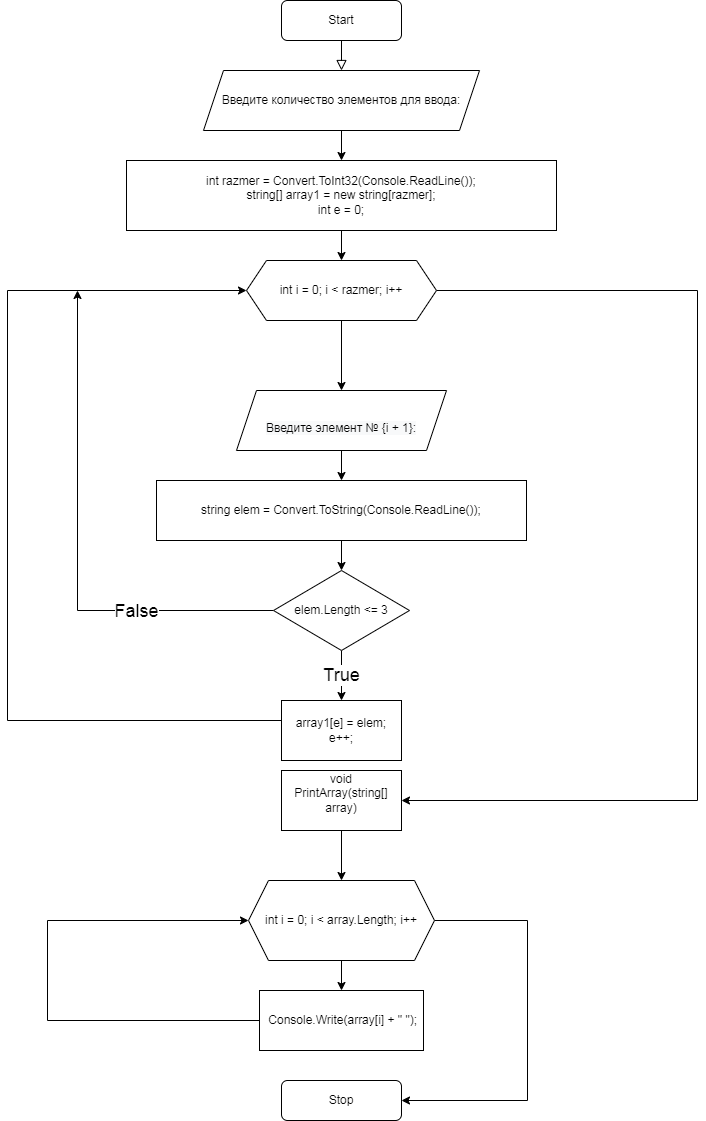 Start
Введите количество элементов для ввода:
int razmer = Convert.ToInt32(Console.ReadLine());
string[] array1 = new string[razmer];
int e = 0;
int i = 0; i < razmer; i++
Введите элемент № {i + 1}:
string elem = Convert.ToString(Console.ReadLine());
elem.Length <= 3
False
True
array1[e] = elem;
e++;
void
PrintArray(string[]
array)
int i = 0; i < array.Length; i++
Console.Write(array[i] + " ");
Stop